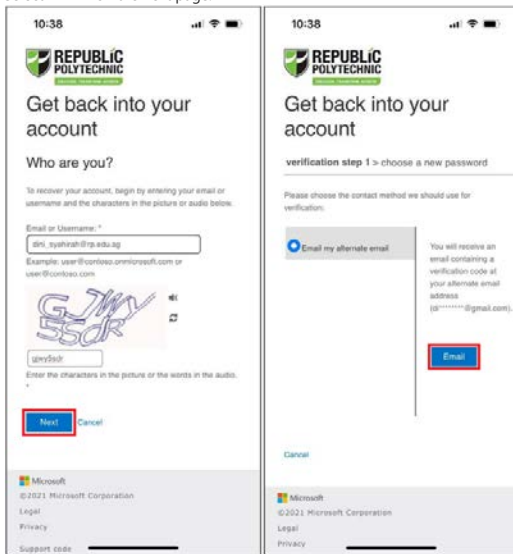 10:38
REPUBLIC
POLYTECHNIC
Get back into your
account
Who are you?
To recover your account, begin by entering your email or
username and the characters in the picture or audio below.
Email or Username: *
dini_syahirah@rp.edu.sg
Example: user@contoso.onmicrosoft.com or
user@contoso.com
GJWY
5SDR
gjwy5sdr
Enter the characters in the picture or the words in the audio.
*
Next Cancel
Microsoft
©2021 Microsoft Corporation
Legal
Privacy
Support code
10:38
REPUBLIC
POLYTECHNIC
Get back into your
account
verification step 1 > choose a new password
Please choose the contact method we should use for
verification:
Email my alternate email
You will receive an
email containing a
verification code at
your alternate email
address
(di********@gmail.com).
Email
Cancel
Microsoft
©2021 Microsoft Corporation
Legal
Privacy